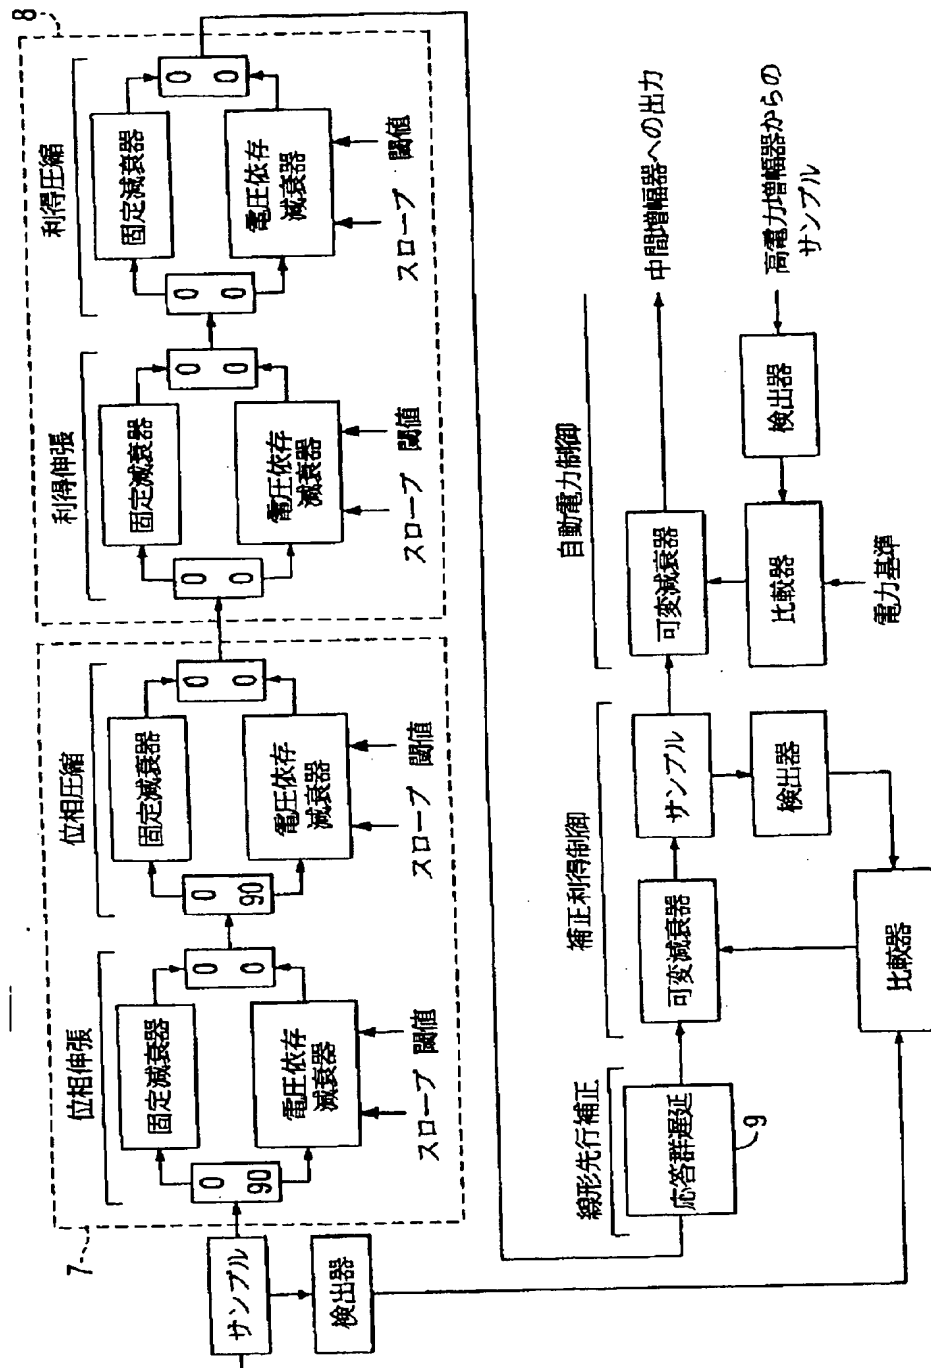 7
8
位相伸張
位相圧縮
利得伸張
利得圧縮
サンプル
検出器
0
90
固定減衰器
電圧依存
減衰器
スロープ
閾値
0
0
0
90
固定減衰器
電圧依存
減衰器
スロープ
閾値
0
0
0
0
固定減衰器
電圧依存
減衰器
スロープ
閾値
0
0
0
0
固定減衰器
電圧依存
減衰器
スロープ
閾値
0
0
線形先行補正
応答群遅延
9
補正利得制御
可変減衰器
サンプル
検出器
比較器
自動電力制御
可変減衰器
中間増幅器への出力
比較器
電力基準
検出器
高電力増幅器からの
サンプル